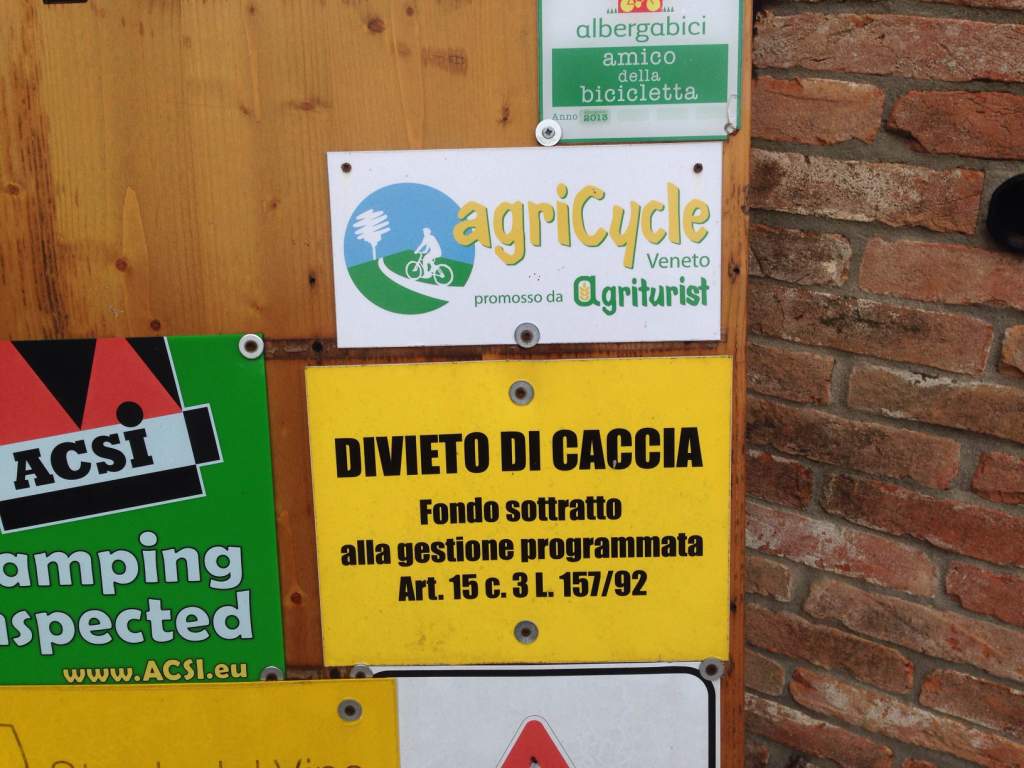 albergabici
amico
della
bicicletta
Anno 2013
agriCycle
Veneto
promosso da agriturist
ACSI
amping
nspected
www.ACSI.eu
DIVIETO DI CACCIA
Fondo sottratto
alla gestione programmata
Art. 15 c. 3 L. 157/92